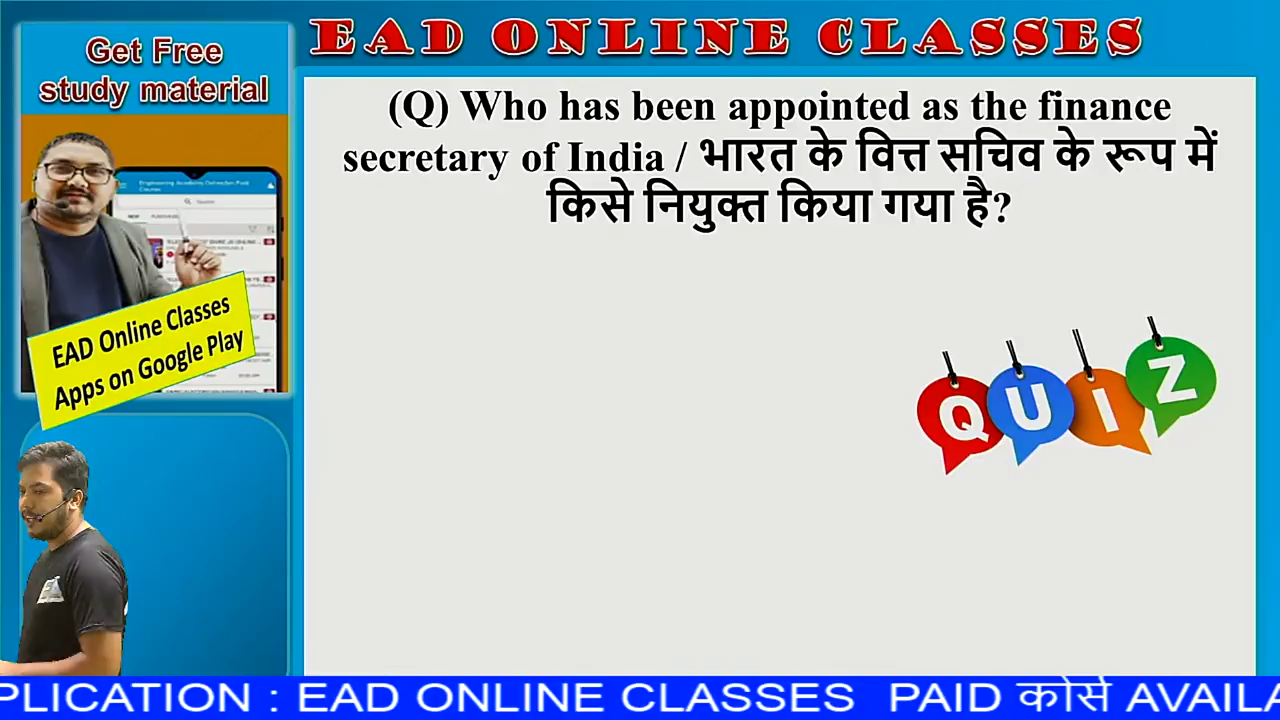 Get Free
study material
EAD ONLINE CLASSES
(Q) Who has been appointed as the finance
secretary of India / भारत के वित्त सचिव के रूप में
किसे नियुक्त किया गया है?
EAD Online Classes
Apps on Google Play
QUIZ
PLICATION : EAD ONLINE CLASSES PAID कोर्स AVAILA